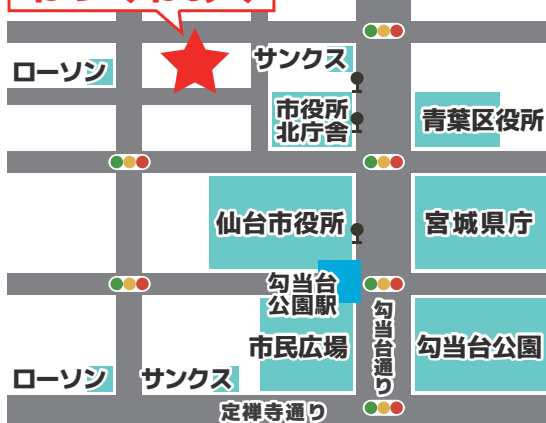 サンクス
ローソン
市役所
北庁舎
青葉区役所
仙台市役所
宮城県庁
勾当台
公園駅
勾当台通り
市民広場
勾当台公園
ローソン
サンクス
定禅寺通り